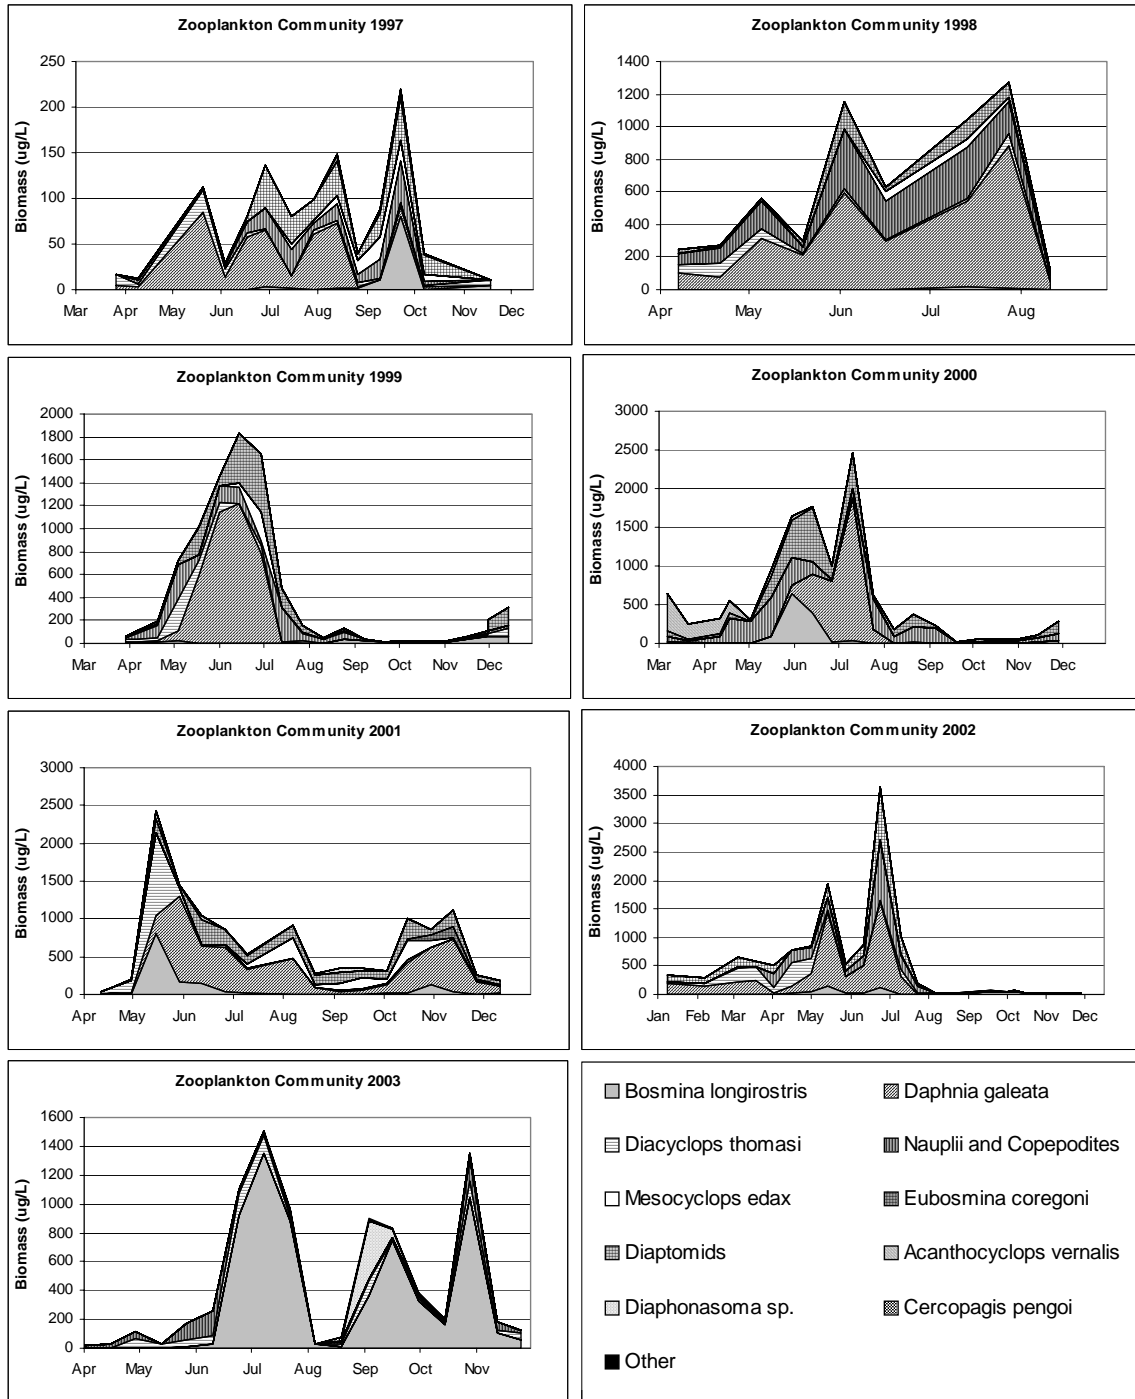 Zooplankton Community 1997
Biomass (ug/L)
250
200
150
100
50
0
Mar Apr May Jun Jul Aug Sep Oct Nov Dec
Zooplankton Community 1998
Biomass (ug/L)
1400
1200
1000
800
600
400
200
0
Apr May Jun Jul Aug
Zooplankton Community 1999
Biomass (ug/L)
2000
1800
1600
1400
1200
1000
800
600
400
200
0
Mar Apr May Jun Jul Aug Sep Oct Nov Dec
Zooplankton Community 2000
Biomass (ug/L)
3000
2500
2000
1500
1000
500
0
Mar Apr May Jun Jul Aug Sep Oct Nov Dec
Zooplankton Community 2001
Biomass (ug/L)
3000
2500
2000
1500
1000
500
0
Apr May Jun Jul Aug Sep Oct Nov Dec
Zooplankton Community 2002
Biomass (ug/L)
4000
3500
3000
2500
2000
1500
1000
500
0
Jan Feb Mar Apr May Jun Jul Aug Sep Oct Nov Dec
Zooplankton Community 2003
Biomass (ug/L)
1600
1400
1200
1000
800
600
400
200
0
Apr May Jun Jul Aug Sep Oct Nov
Bosmina longirostris Daphnia galeata
Diacyclops thomasi Nauplii and Copepodites
Mesocyclops edax Eubosmina coregoni
Diaptomids Acanthocyclops vernalis
Diaphonasoma sp. Cercopagis pengoi
Other